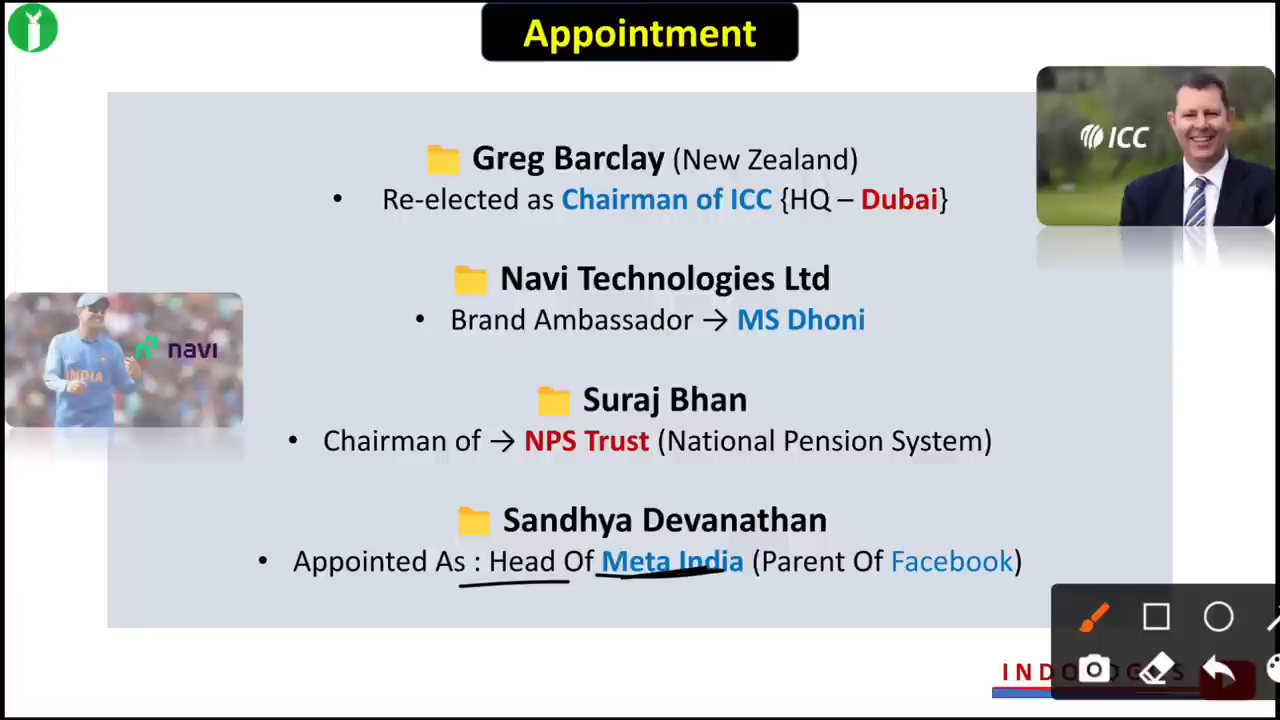 Appointment
Greg Barclay (New Zealand)
• Re-elected as Chairman of ICC {HQ – Dubai}
ICC
Navi Technologies Ltd
• Brand Ambassador → MS Dhoni
navi
INDIA
Suraj Bhan
• Chairman of → NPS Trust (National Pension System)
Sandhya Devanathan
• Appointed As : Head Of Meta India (Parent Of Facebook)